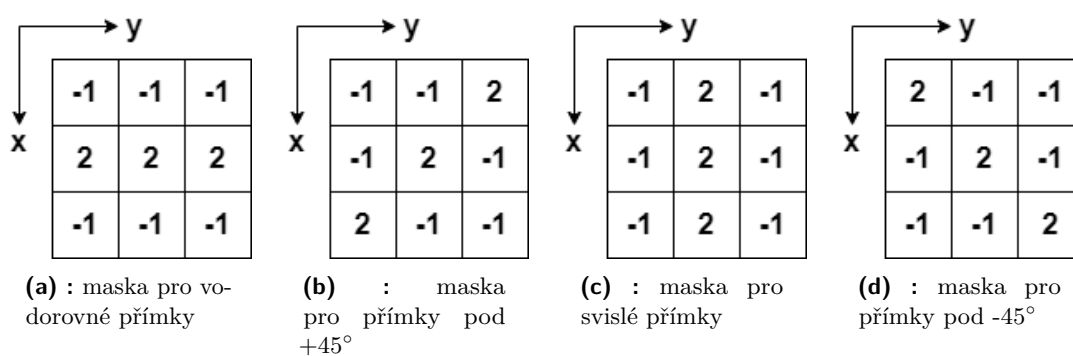 y
x
-1 -1 -1
2 2 2
-1 -1 -1
(a) : maska pro vo-
dorovné přímky
y
x
-1 -1 2
-1 2 -1
2 -1 -1
(b) : maska
pro přímky pod
+45°
y
x
-1 2 -1
-1 2 -1
-1 2 -1
(c) : maska pro
svislé přímky
y
x
2 -1 -1
-1 2 -1
-1 -1 2
(d) : maska pro
přímky pod -45°